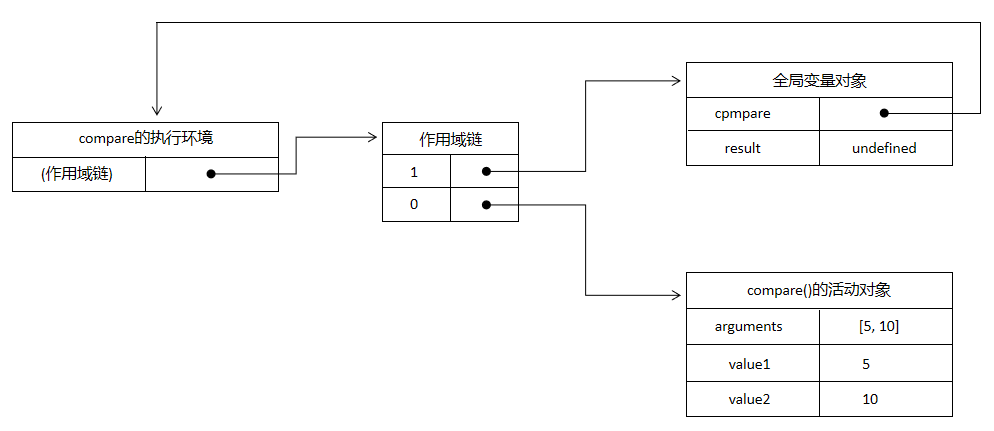 compare的执行环境
(作用域链)
作用域链
1
0
全局变量对象
cpmpare
result undefined
compare()的活动对象
arguments [5, 10]
value1 5
value2 10